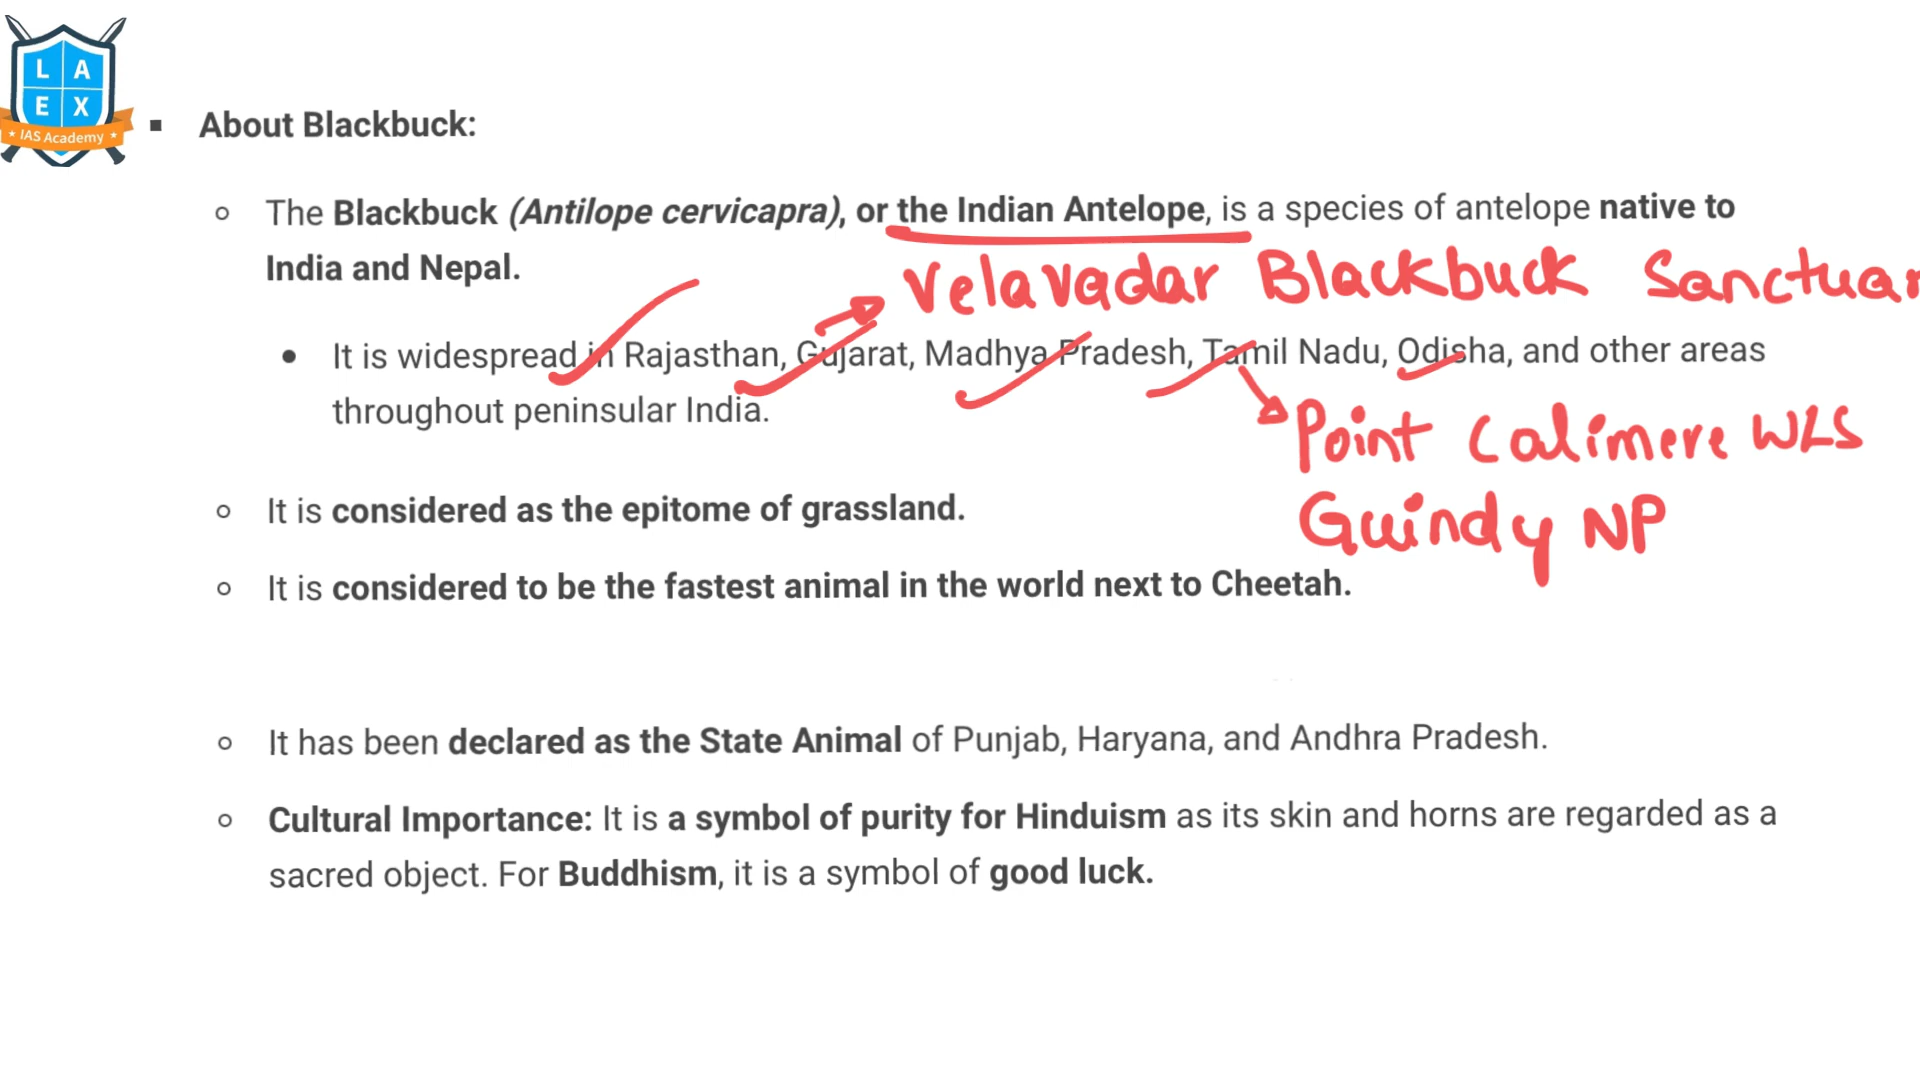 L A
E X
IAS Academy
▪ About Blackbuck:
○ The Blackbuck (Antilope cervicapra), or the Indian Antelope, is a species of antelope native to
India and Nepal.
Velavadar Blackbuck Sanctuar
• It is widespread in Rajasthan, Gujarat, Madhya Pradesh, Tamil Nadu, Odisha, and other areas
throughout peninsular India.
Point Calimere WLS
Guindy NP
○ It is considered as the epitome of grassland.
○ It is considered to be the fastest animal in the world next to Cheetah.
○ It has been declared as the State Animal of Punjab, Haryana, and Andhra Pradesh.
○ Cultural Importance: It is a symbol of purity for Hinduism as its skin and horns are regarded as a
sacred object. For Buddhism, it is a symbol of good luck.